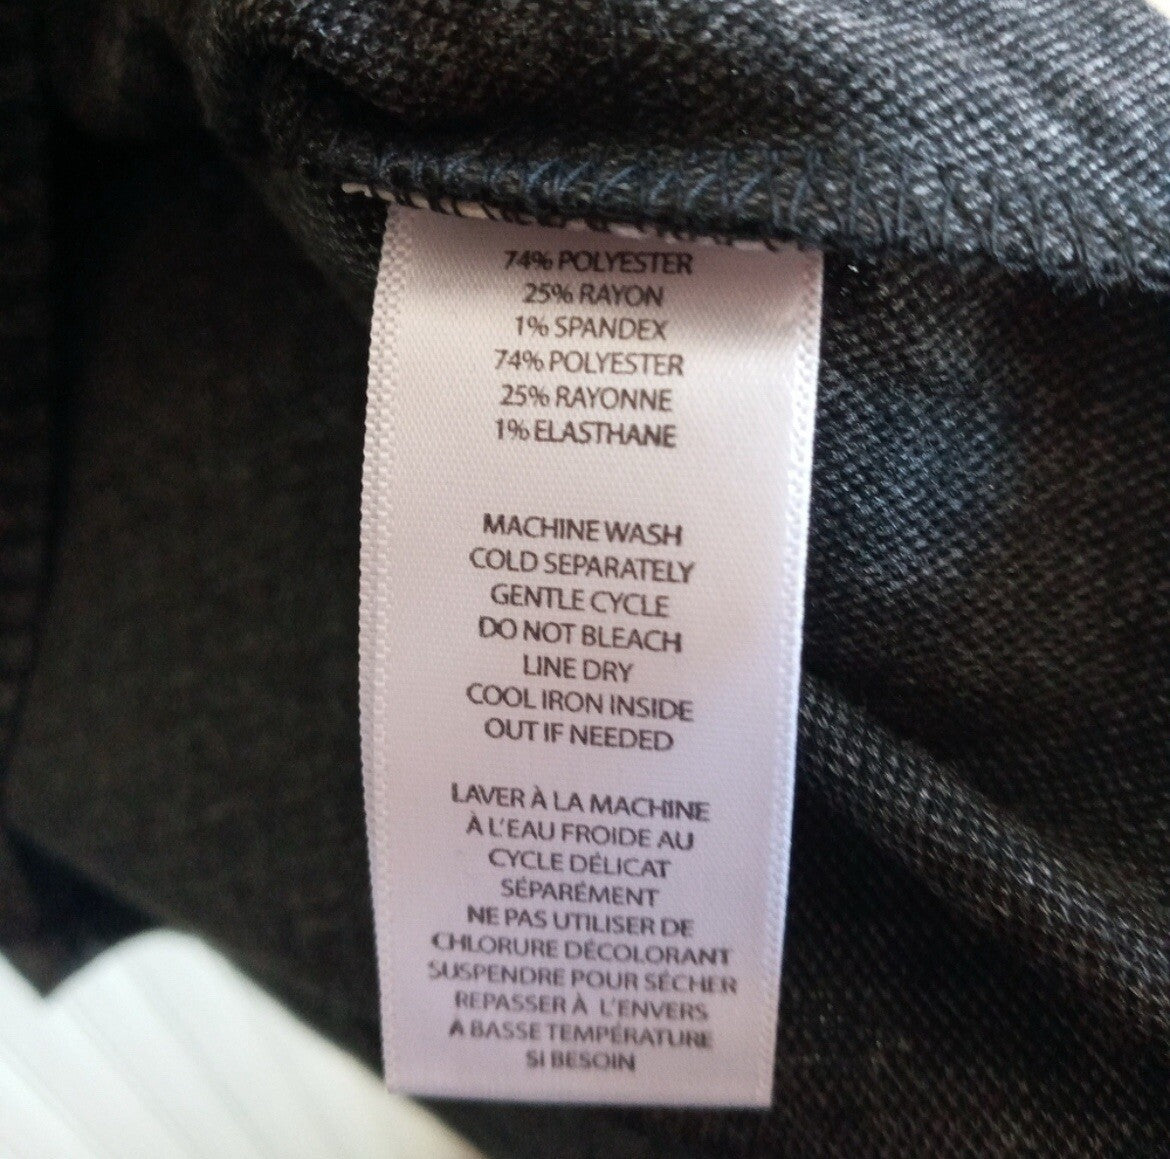 74% POLYESTER
25% RAYON
1% SPANDEX
74% POLYESTER
25% RAYONNE
1% ELASTHANE
MACHINE WASH
COLD SEPARATELY
GENTLE CYCLE
DO NOT BLEACH
LINE DRY
COOL IRON INSIDE
OUT IF NEEDED
LAVER À LA MACHINE
À L'EAU FROIDE AU
CYCLE DÉLICAT
SÉPARÉMENT
NE PAS UTILISER DE
CHLORURE DÉCOLORANT
SUSPENDRE POUR SÉCHER
REPASSER À L'ENVERS
À BASSE TEMPÉRATURE
SI BESOIN